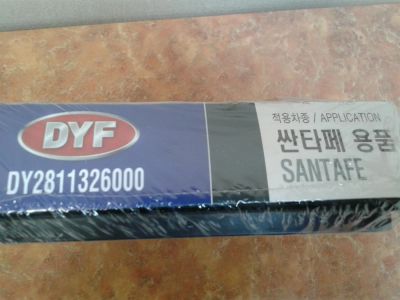 DYF
DY2811326000
적용차종 / APPLICATION
싼타페 용품
SANTAFE